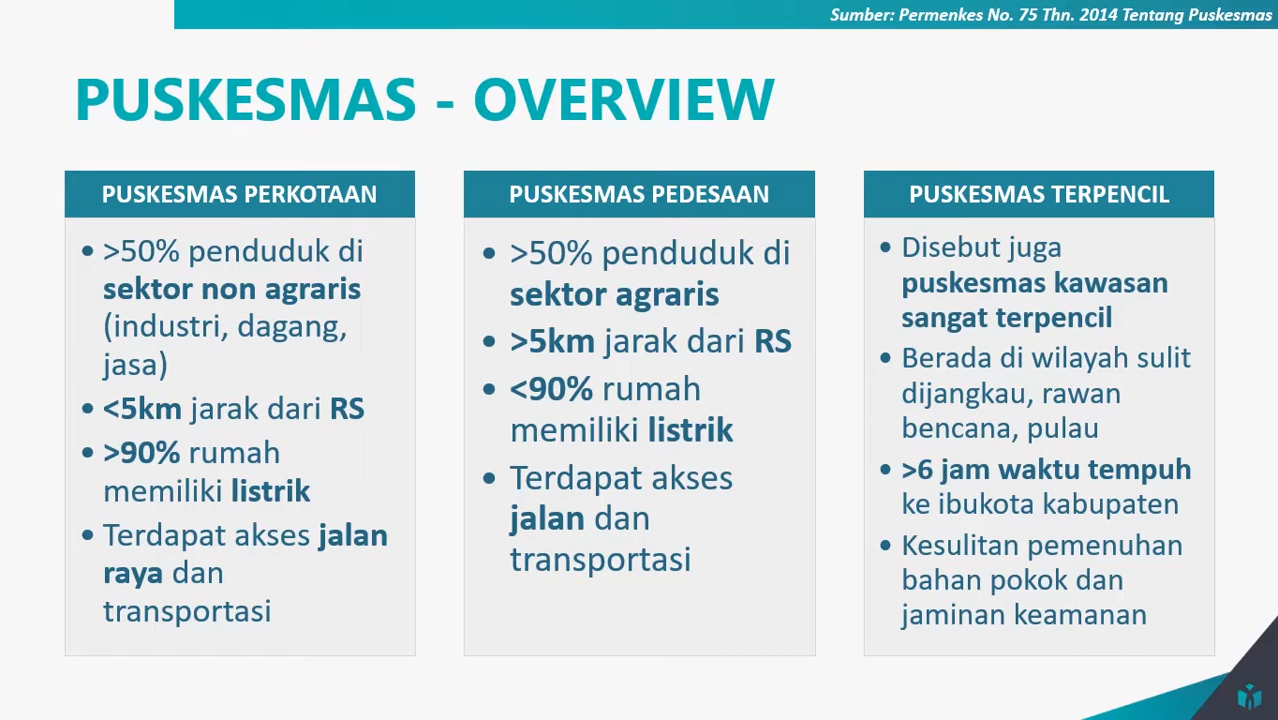 Sumber: Permenkes No. 75 Thn. 2014 Tentang Puskesmas
PUSKESMAS - OVERVIEW
PUSKESMAS PERKOTAAN
• >50% penduduk di
sektor non agraris
(industri, dagang,
jasa)
• <5km jarak dari RS
• >90% rumah
memiliki listrik
• Terdapat akses jalan
raya dan
transportasi
PUSKESMAS PEDESAAN
• >50% penduduk di
sektor agraris
• >5km jarak dari RS
• <90% rumah
memiliki listrik
• Terdapat akses
jalan dan
transportasi
PUSKESMAS TERPENCIL
• Disebut juga
puskesmas kawasan
sangat terpencil
• Berada di wilayah sulit
dijangkau, rawan
bencana, pulau
• >6 jam waktu tempuh
ke ibukota kabupaten
• Kesulitan pemenuhan
bahan pokok dan
jaminan keamanan